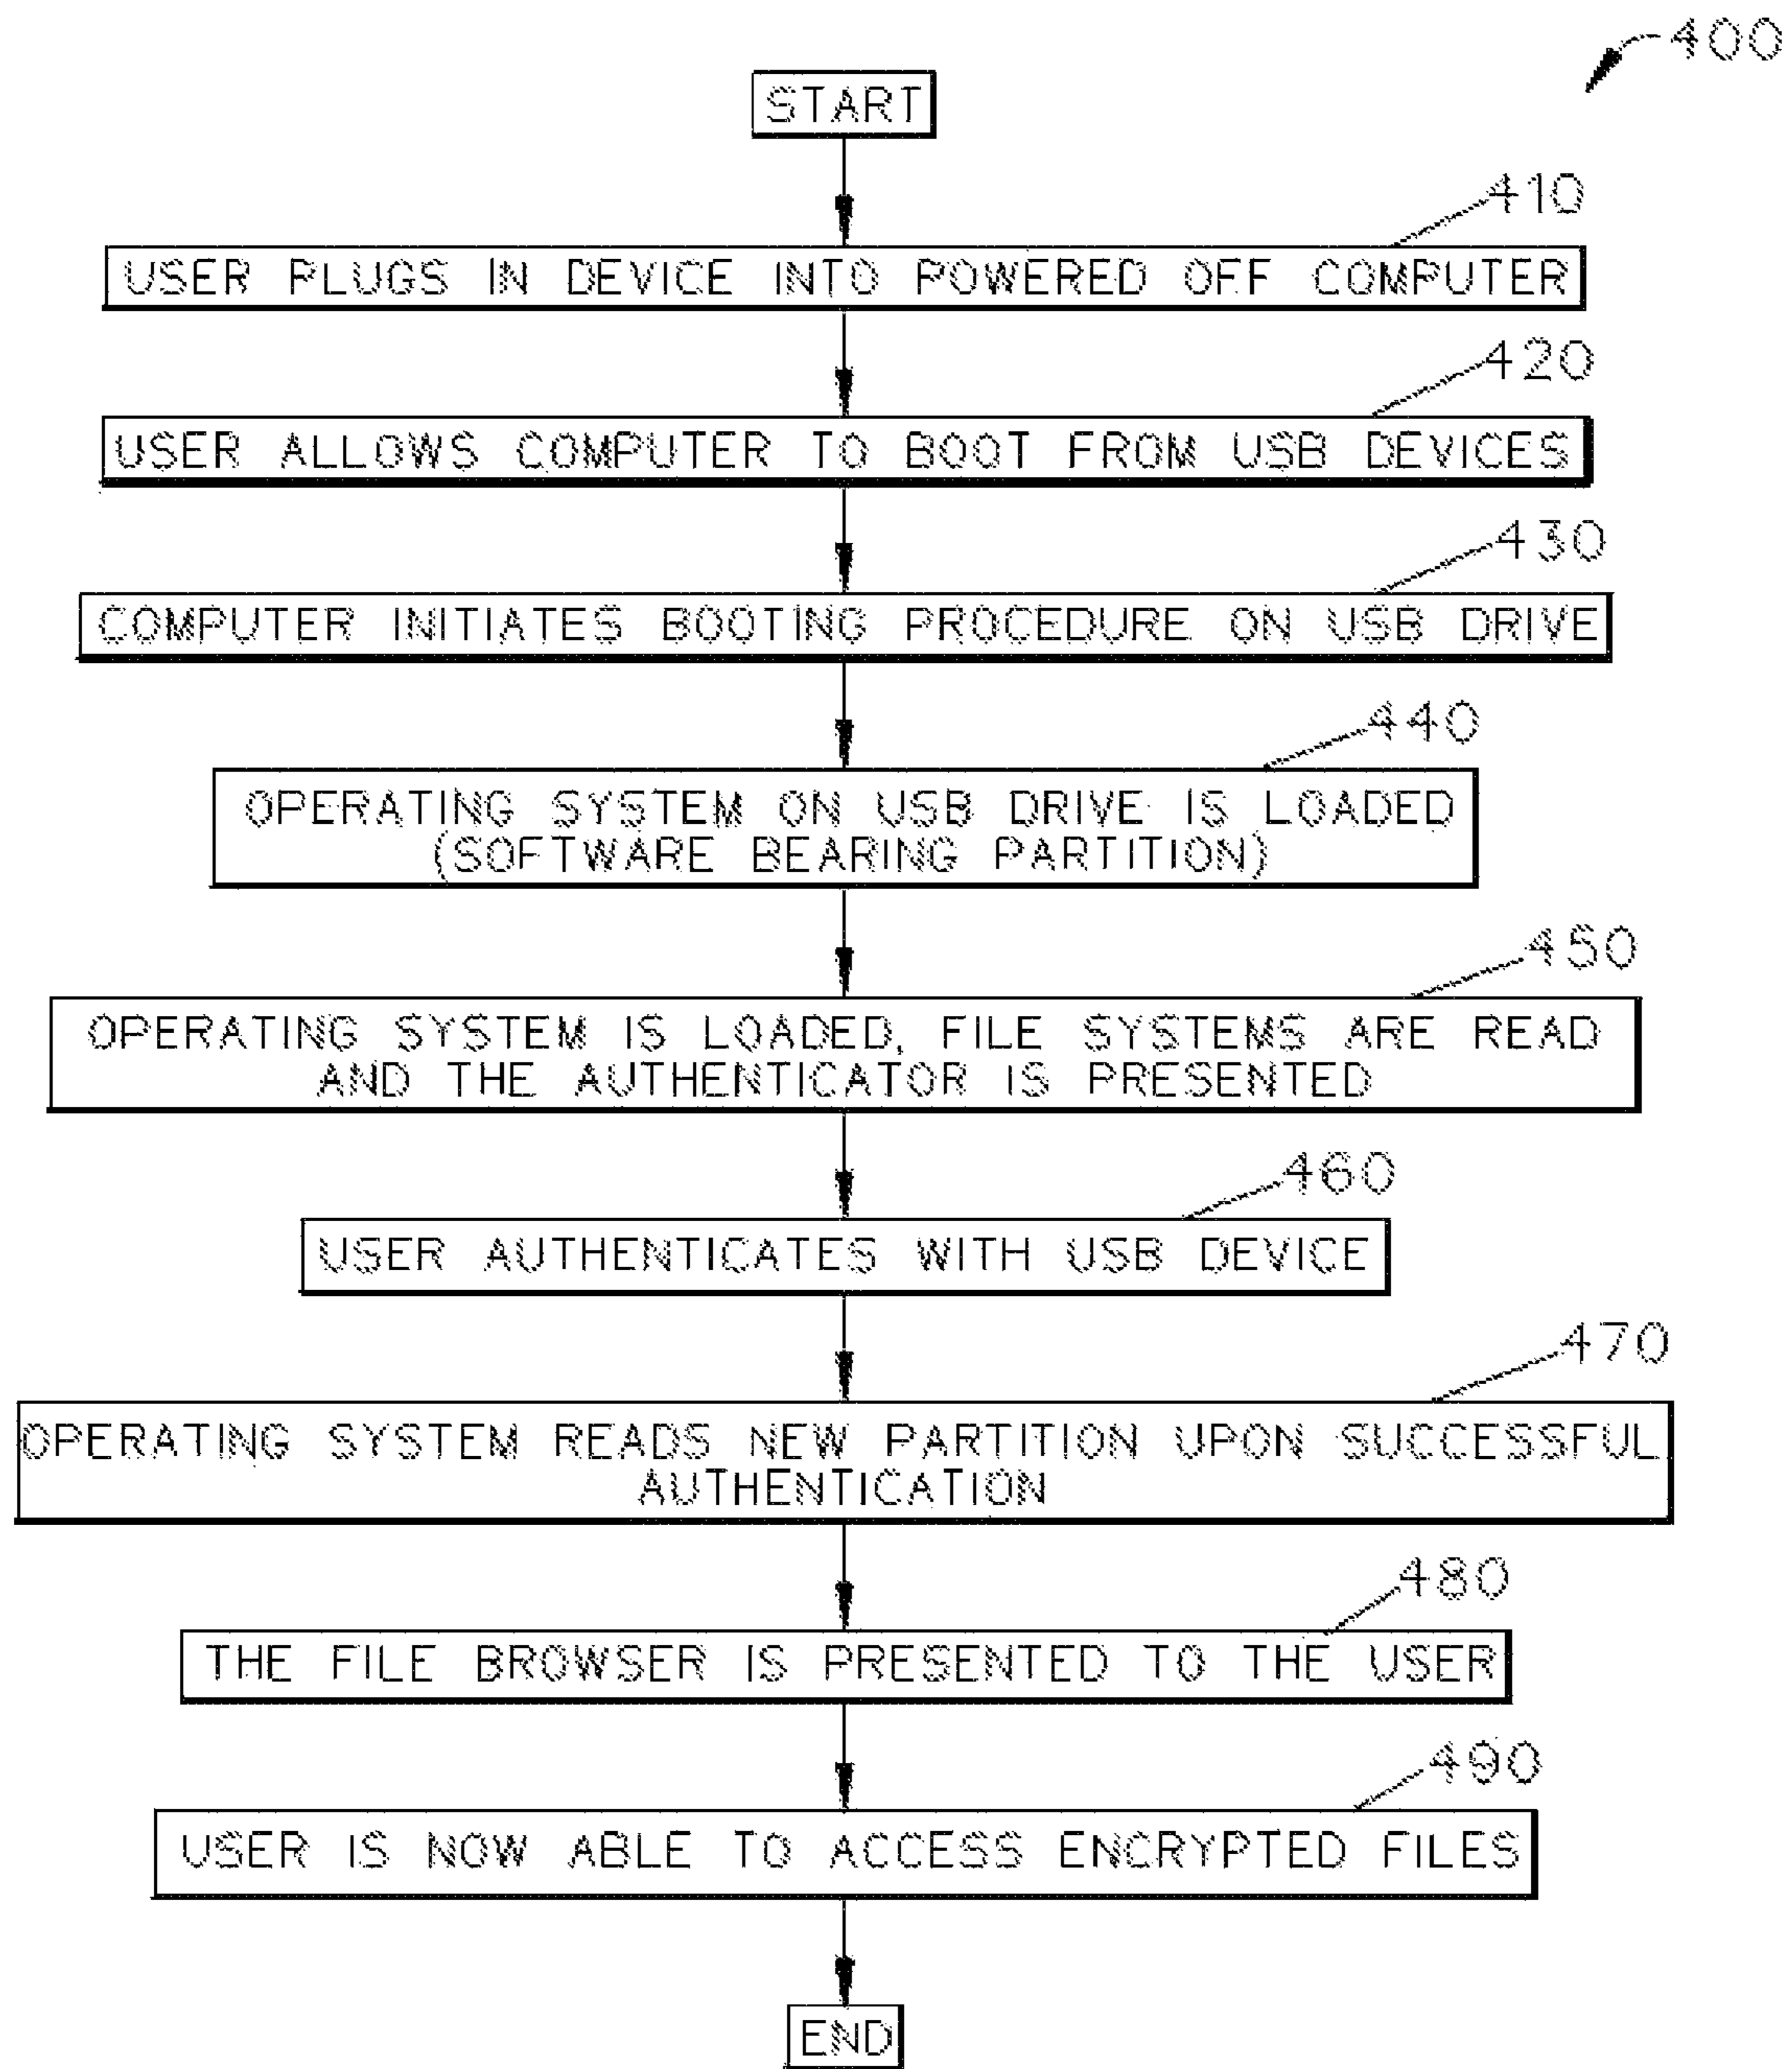 400
START
410
USER PLUGS IN DEVICE INTO POWERED OFF COMPUTER
420
USER ALLOWS COMPUTER TO BOOT FROM USB DEVICES
430
COMPUTER INITIATES BOOTING PROCEDURE ON USB DRIVE
440
OPERATING SYSTEM ON USB DRIVE IS LOADED
(SOFTWARE BEARING PARTITION)
450
OPERATING SYSTEM IS LOADED, FILE SYSTEMS ARE READ
AND THE AUTHENTICATOR IS PRESENTED
460
USER AUTHENTICATES WITH USB DEVICE
470
OPERATING SYSTEM READS NEW PARTITION UPON SUCCESSFUL
AUTHENTICATION
480
THE FILE BROWSER IS PRESENTED TO THE USER
490
USER IS NOW ABLE TO ACCESS ENCRYPTED FILES
END